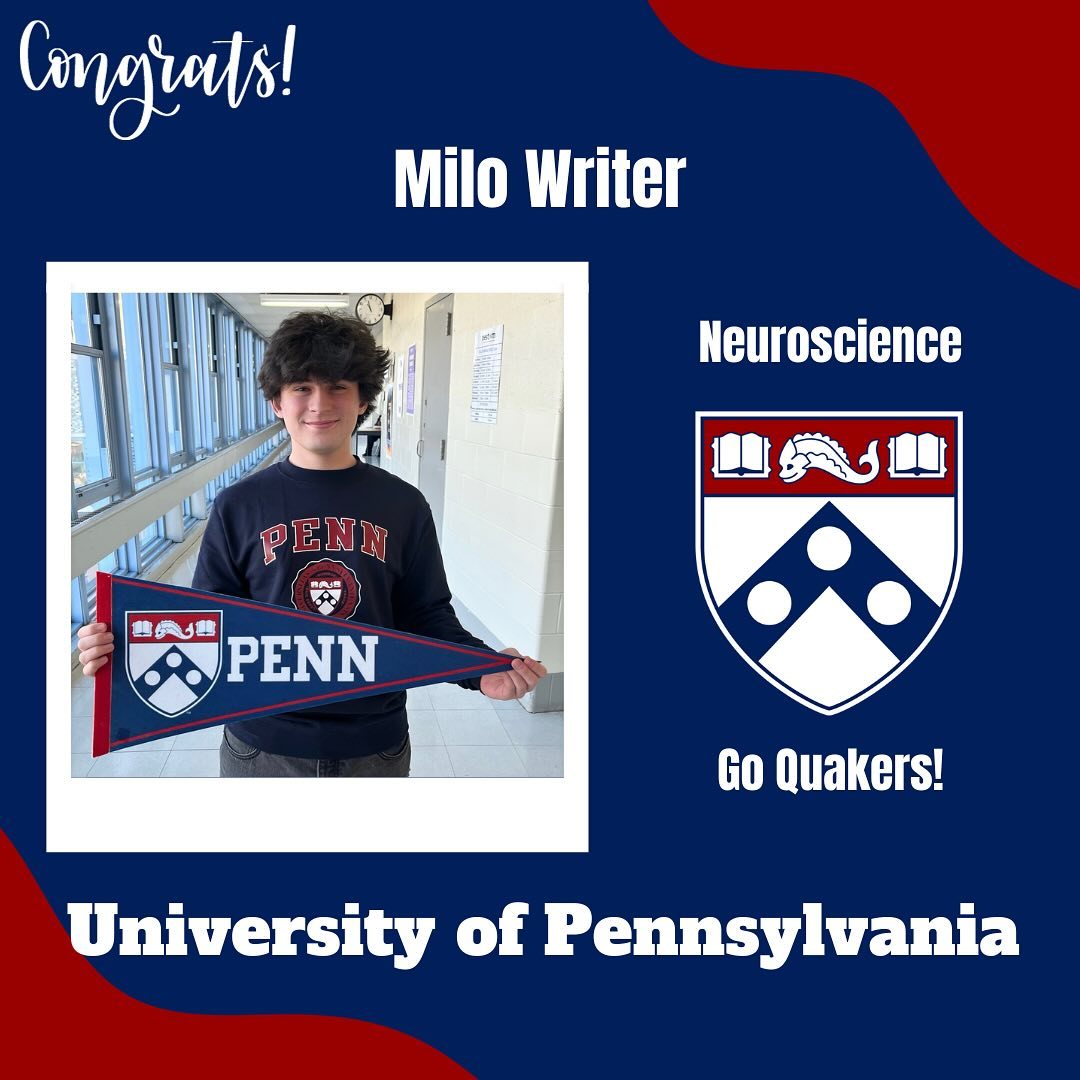 Congrats!
Milo Writer
PENN
PENN
Neuroscience
Go Quakers!
University of Pennsylvania